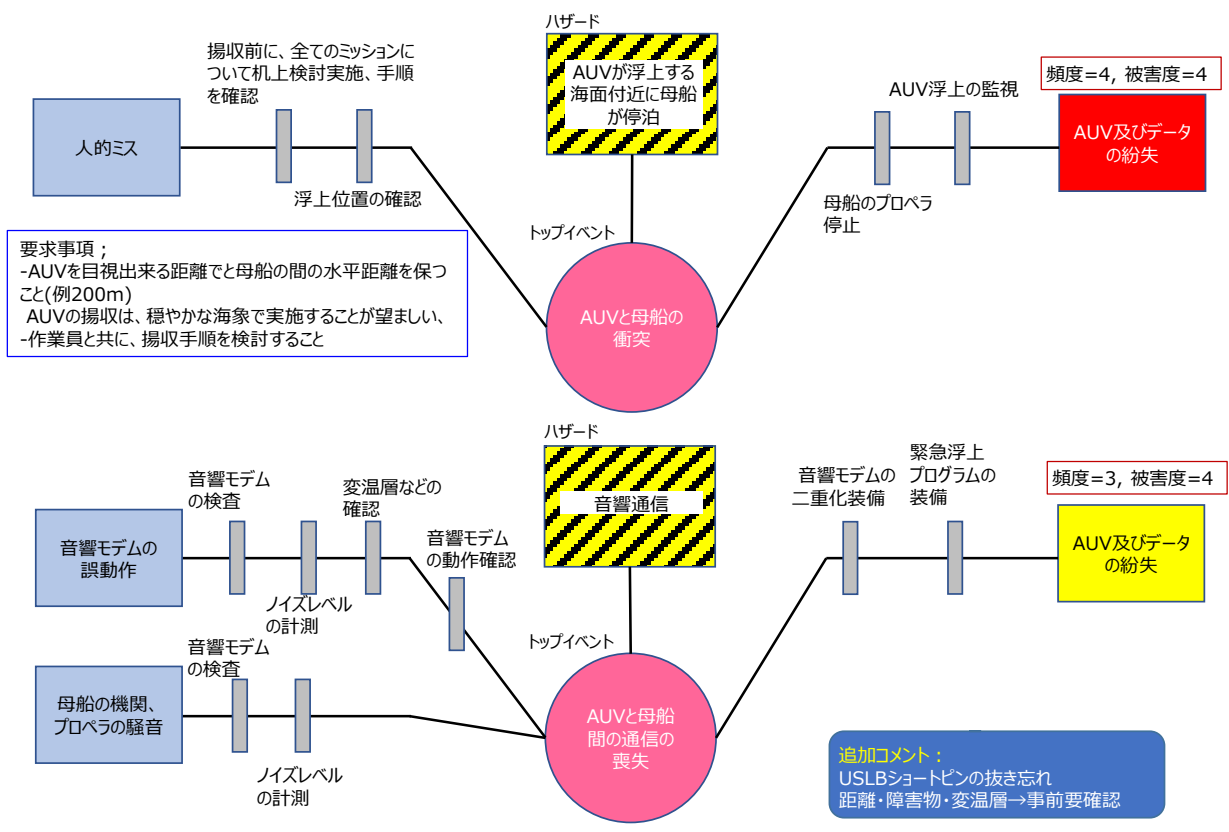 ハザード
揚収前に、全てのミッションに
ついて机上検討実施、手順
を確認
AUVが浮上する
海面付近に母船
が停泊
頻度=4, 被害度=4
AUV浮上の監視
人的ミス
AUV及びデータ
の紛失
浮上位置の確認
母船のプロペラ
停止
トップイベント
要求事項；
-AUVを目視出来る距離でと母船の間の水平距離を保つ
こと(例200m)
AUVの揚収は、穏やかな海象で実施することが望ましい、
-作業員と共に、揚収手順を検討すること
AUVと母船の
衝突
ハザード
音響モデム
の検査
変温層などの
確認
音響モデム
の動作確認
音響通信
音響モデムの
二重化装備
緊急浮上
プログラムの
装備
頻度=3, 被害度=4
音響モデムの
誤動作
AUV及びデータ
の紛失
ノイズレベル
の計測
トップイベント
音響モデム
の検査
母船の機関、
プロペラの騒音
AUVと母船
間の通信の
喪失
ノイズレベル
の計測
追加コメント：
USLBショートピンの抜き忘れ
距離・障害物・変温層→事前要確認